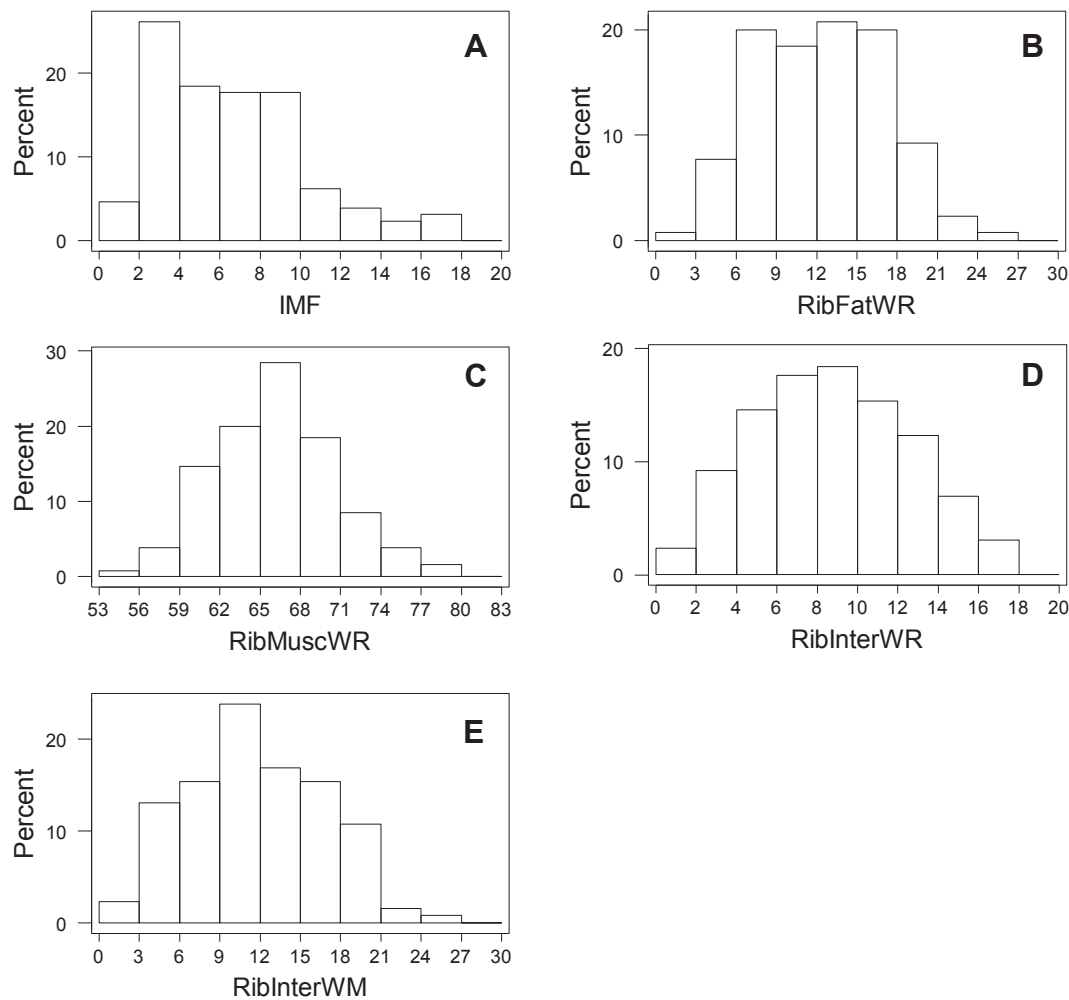 A
Percent
20
10
0
0 2 4 6 8 10 12 14 16 18 20
IMF
B
Percent
20
10
0
0 3 6 9 12 15 18 21 24 27 30
RibFatWR
C
Percent
30
20
10
0
53 56 59 62 65 68 71 74 77 80 83
RibMuscWR
D
Percent
20
10
0
0 2 4 6 8 10 12 14 16 18 20
RibInterWR
E
Percent
20
10
0
0 3 6 9 12 15 18 21 24 27 30
RibInterWM